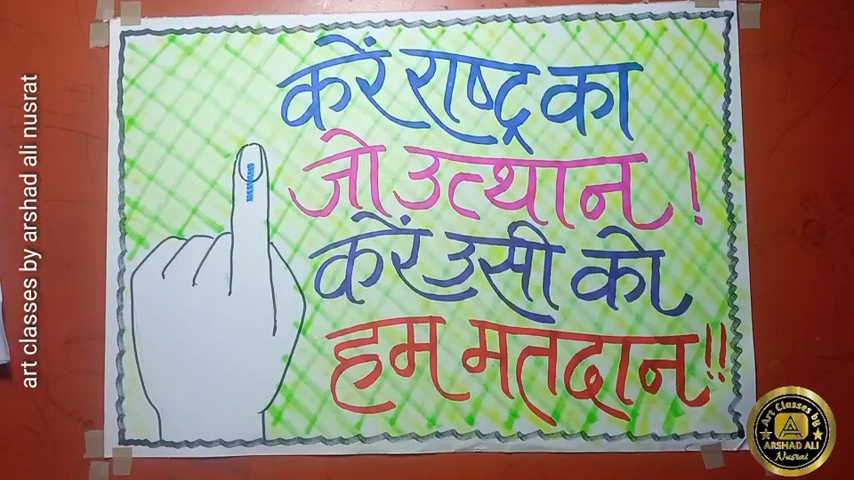 करें राष्ट्र का
जो उत्थान !
करें उसी को
हम मतदान !!
art classes by arshad ali nusrat
Art Classes by
ARSHAD ALI
Nusrat